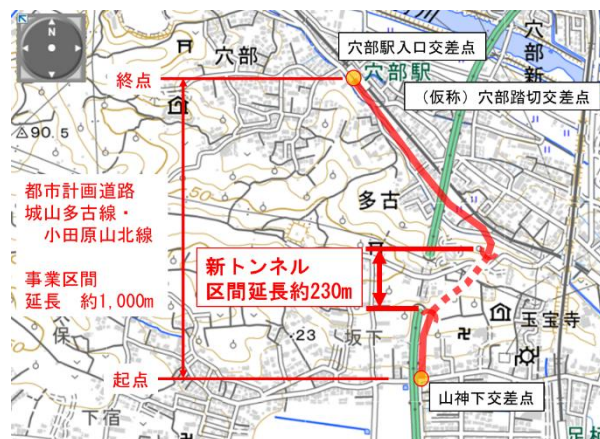 N
穴部
穴部駅入口交差点
穴部駅
穴部新
(仮称)穴部踏切交差点
終点
90.5
50
都市計画道路
城山多古線・
小田原山北線
事業区間
延長 約1,000m
多古
新トンネル
区間延長約230m
久保
23
坂下
玉宝寺
起点
山神下交差点
下宿
足柄